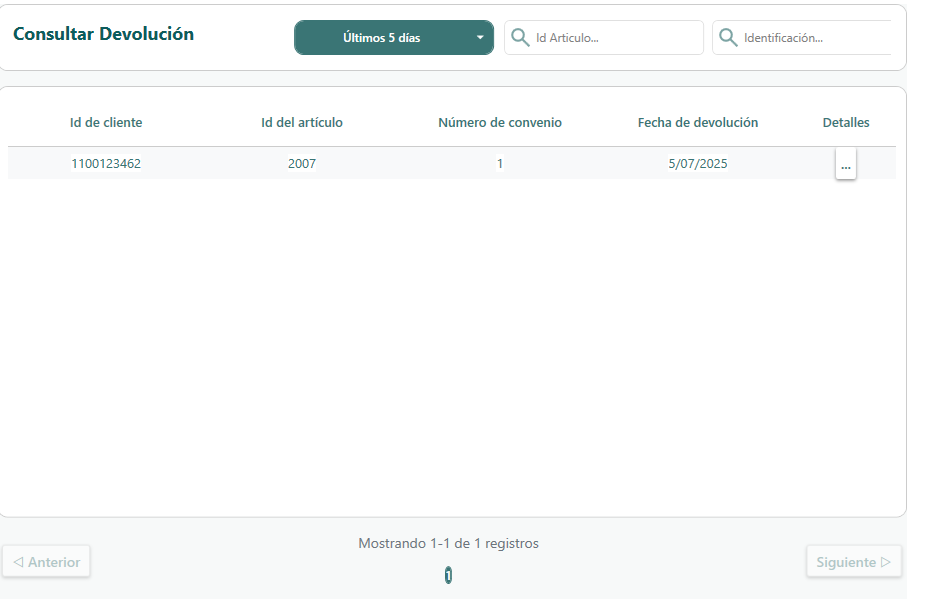 Consultar Devolución
Últimos 5 días
Id Articulo...
Identificación...
Id de cliente Id del artículo Número de convenio Fecha de devolución Detalles
1100123462 2007 1 5/07/2025 ...
Mostrando 1-1 de 1 registros
Anterior
Siguiente
1